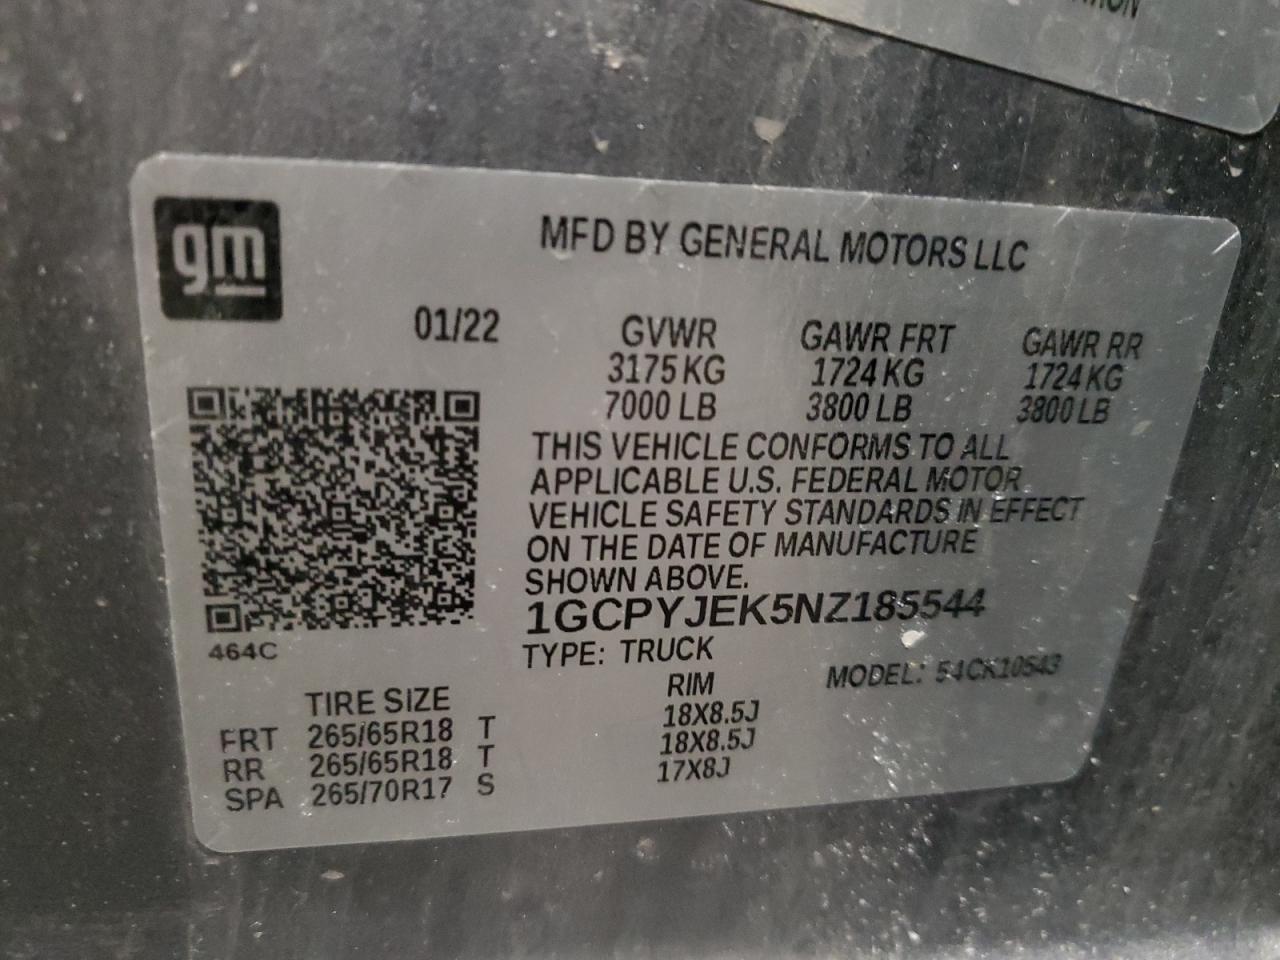 gm
MFD BY GENERAL MOTORS LLC
01/22 GVWR GAWR FRT GAWR RR
3175 KG 1724 KG 1724 KG
7000 LB 3800 LB 3800 LB
THIS VEHICLE CONFORMS TO ALL
APPLICABLE U.S. FEDERAL MOTOR
VEHICLE SAFETY STANDARDS IN EFFECT
ON THE DATE OF MANUFACTURE
SHOWN ABOVE.
1GCPYJEK5NZ185544
464C
TYPE: TRUCK MODEL: 54CK10543
TIRE SIZE RIM
FRT 265/65R18 T 18X8.5J
RR 265/65R18 T 18X8.5J
SPA 265/70R17 S 17X8J